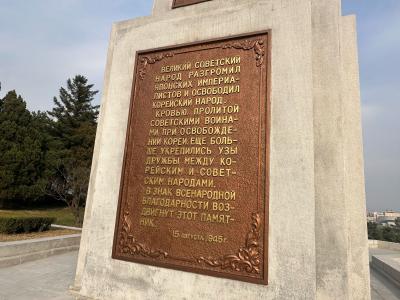 ВЕЛИКИЙ СОВЕТСКИЙ
НАРОД РАЗГРОМИЛ
ЯПОНСКИХ ИМПЕРИА-
ЛИСТОВ И ОСВОБОДИЛ
КОРЕЙСКИЙ НАРОД.
КРОВЬЮ, ПРОЛИТОЙ
СОВЕТСКИМИ ВОИНА-
МИ ПРИ ОСВОБОЖДЕ-
НИИ КОРЕИ, ЕЩЕ БОЛЬ-
ШЕ УКРЕПИЛИСЬ УЗЫ
ДРУЖБЫ МЕЖДУ КО-
РЕЙСКИМ И СОВЕТ-
СКИМ НАРОДАМИ.
В ЗНАК ВСЕНАРОДНОЙ
БЛАГОДАРНОСТИ ВОЗ-
ДВИГНУТ ЭТОТ ПАМЯТ-
НИК.
15 АВГУСТА 1945 г.